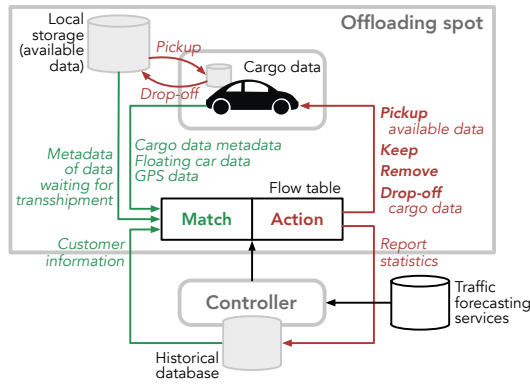 Local
storage
(available
data)
Offloading spot
Pickup
Cargo data
Drop-off
Pickup
available data
Keep
Remove
Drop-off
cargo data
Cargo data metadata
Floating car data
GPS data
Metadata
of data
waiting for
transshipment
Flow table
Match
Action
Customer
information
Report
statistics
Controller
Traffic
forecasting
services
Historical
database